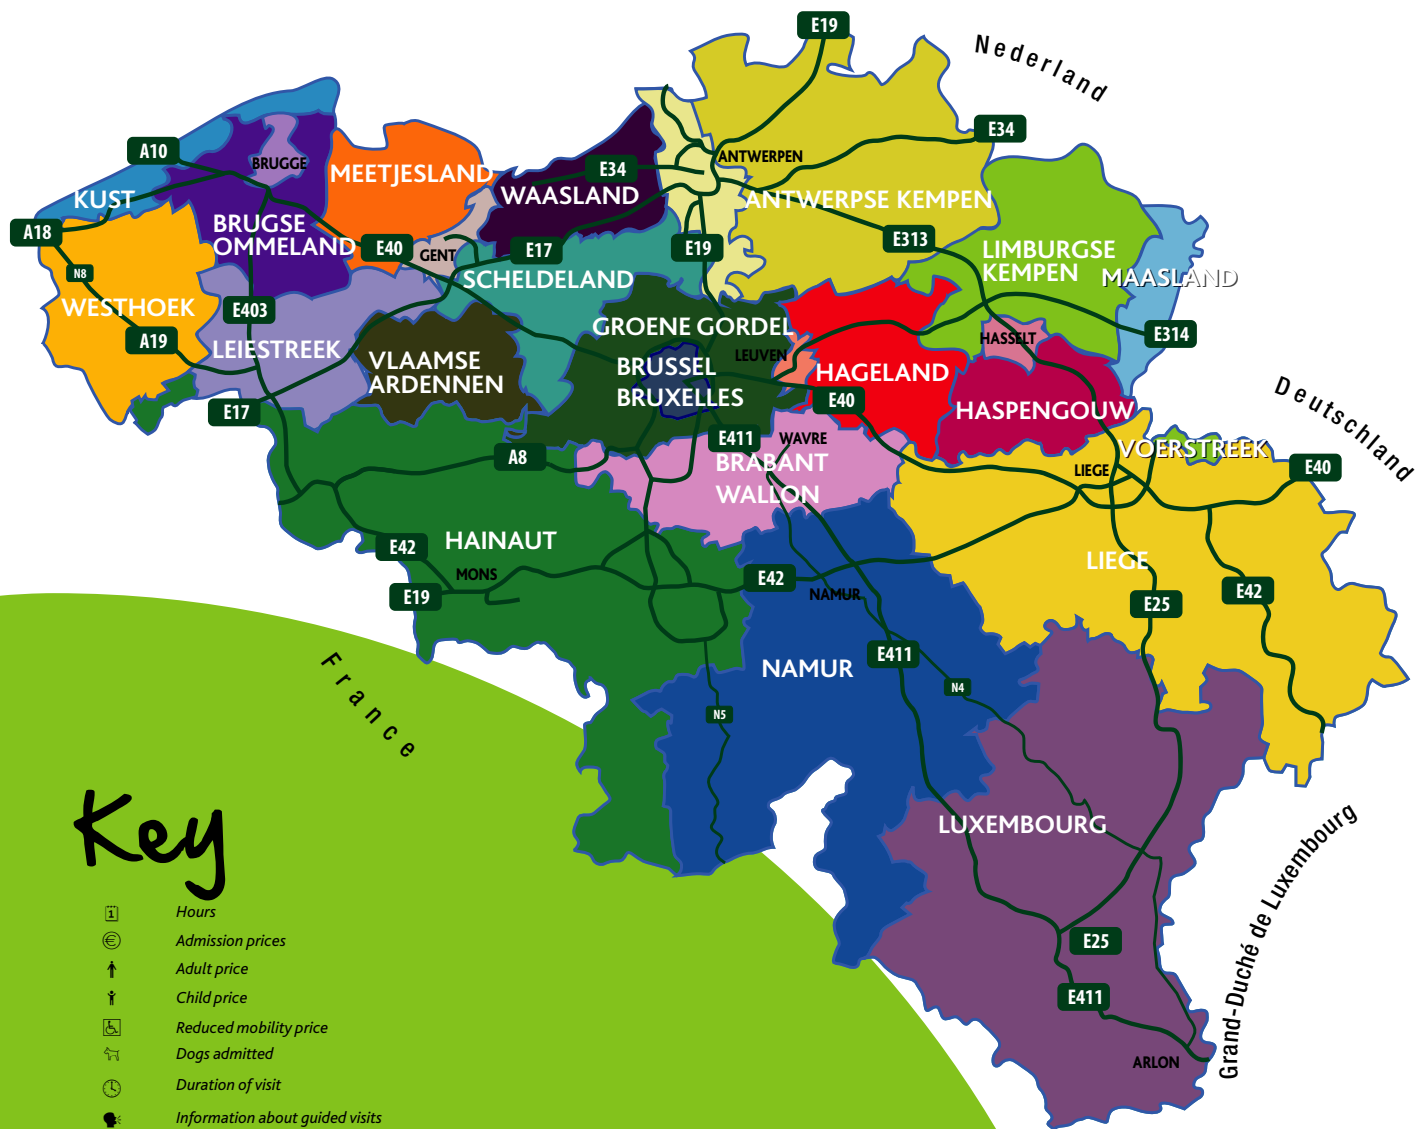 E19
Nederland
E34
A10
BRUGGE
MEETJESLAND
ANTWERPEN
E34
WAASLAND
KUST
ANTWERPSE KEMPEN
A18
BRUGSE
OMMELAND
E40
GENT
E17
E19
E313
LIMBURGSE
KEMPEN
MAASLAND
N8
SCHELDELAND
WESTHOEK
E403
GROENE GORDEL
A19
LEIESTREEK
VLAAMSE
ARDENNEN
BRUSSEL
BRUXELLES
LEUVEN
HAGELAND
HASSELT
E314
E17
E40
HASPENGOUW
Deutschland
A8
E411
WAVRE
BRABANT
WALLON
VOERSTREEK
LIEGE
E40
HAINAUT
E42
MONS
E19
E42
NAMUR
LIEGE
E25
E42
France
NAMUR
E411
N4
N5
LUXEMBOURG
Grand-Duché de Luxembourg
E25
E411
ARLON
Key
Hours
Admission prices
Adult price
Child price
Reduced mobility price
Dogs admitted
Duration of visit
Information about guided visits